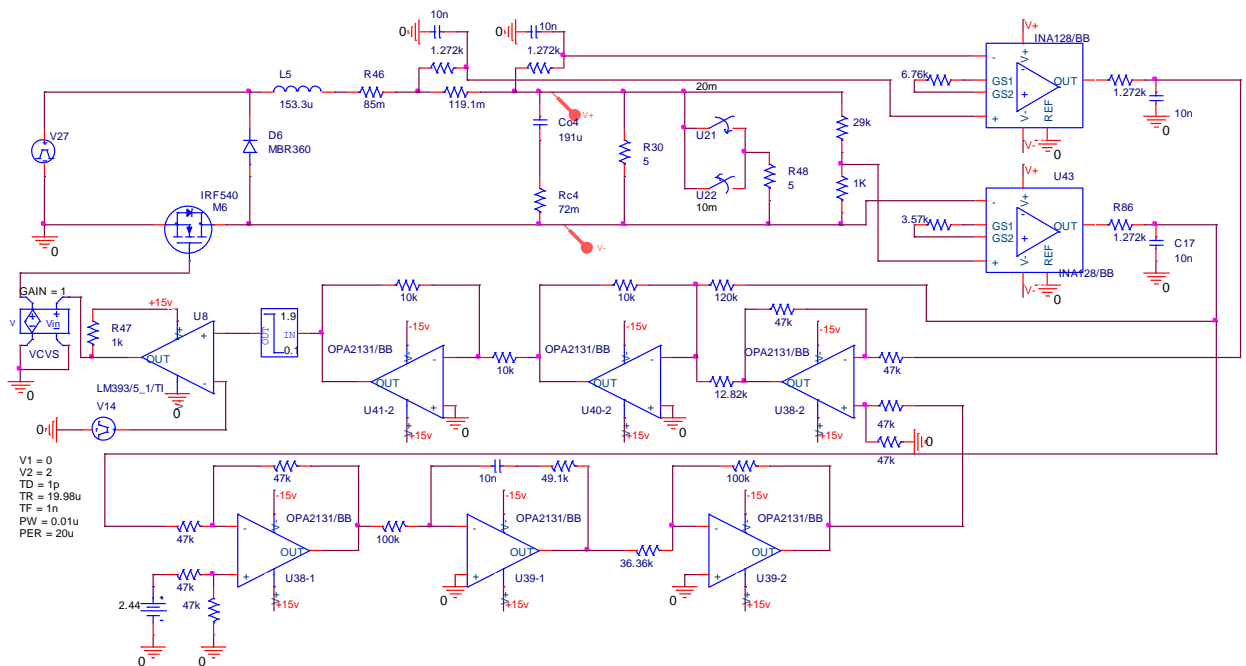 10n
10n
0
0
1.272k
1.272k
V+
INA128/BB
L5
R46
153.3u
85m
119.1m
20m
V+
-
V+
-
6.76k
GS1
GS2
+
OUT
+
V-
REF
1.272k
10n
0
0
V-
V27
D6
MBR360
Co4
191u
R30
5
U21
U22
10m
R48
5
29k
1K
Rc4
72m
V-
IRF540
M6
0
V+
U43
-
V+
-
3.57k
GS1
GS2
+
OUT
+
V-
REF
R86
1.272k
C17
10n
INA128/BB
0
0
V-
GAIN = 1
V
Vin
VCVS
0
+15v
R47
1k
U8
V+
+
OUT
-
V-
LM393/5_1/TI
0
V14
0
1.9
OUT
IN
0.1
10k
-15v
OPA2131/BB
V-
-
OUT
+
U41-2
V+
+15v
0
10k
10k
120k
-15v
OPA2131/BB
V-
-
OUT
+
U40-2
V+
+15v
0
12.82k
47k
-15v
OPA2131/BB
V-
-
OUT
+
U38-2
V+
+15v
47k
47k
0
47k
V1 = 0
V2 = 2
TD = 1p
TR = 19.98u
TF = 1n
PW = 0.01u
PER = 20u
47k
-15v
OPA2131/BB
47k
-
V-
OUT
+
U38-1
V+
+15v
47k
2.44
47k
0
0
10n
49.1k
100k
-15v
OPA2131/BB
-
V-
OUT
+
U39-1
V+
+15v
0
100k
36.36k
-15v
OPA2131/BB
-
V-
OUT
+
U39-2
V+
+15v
0